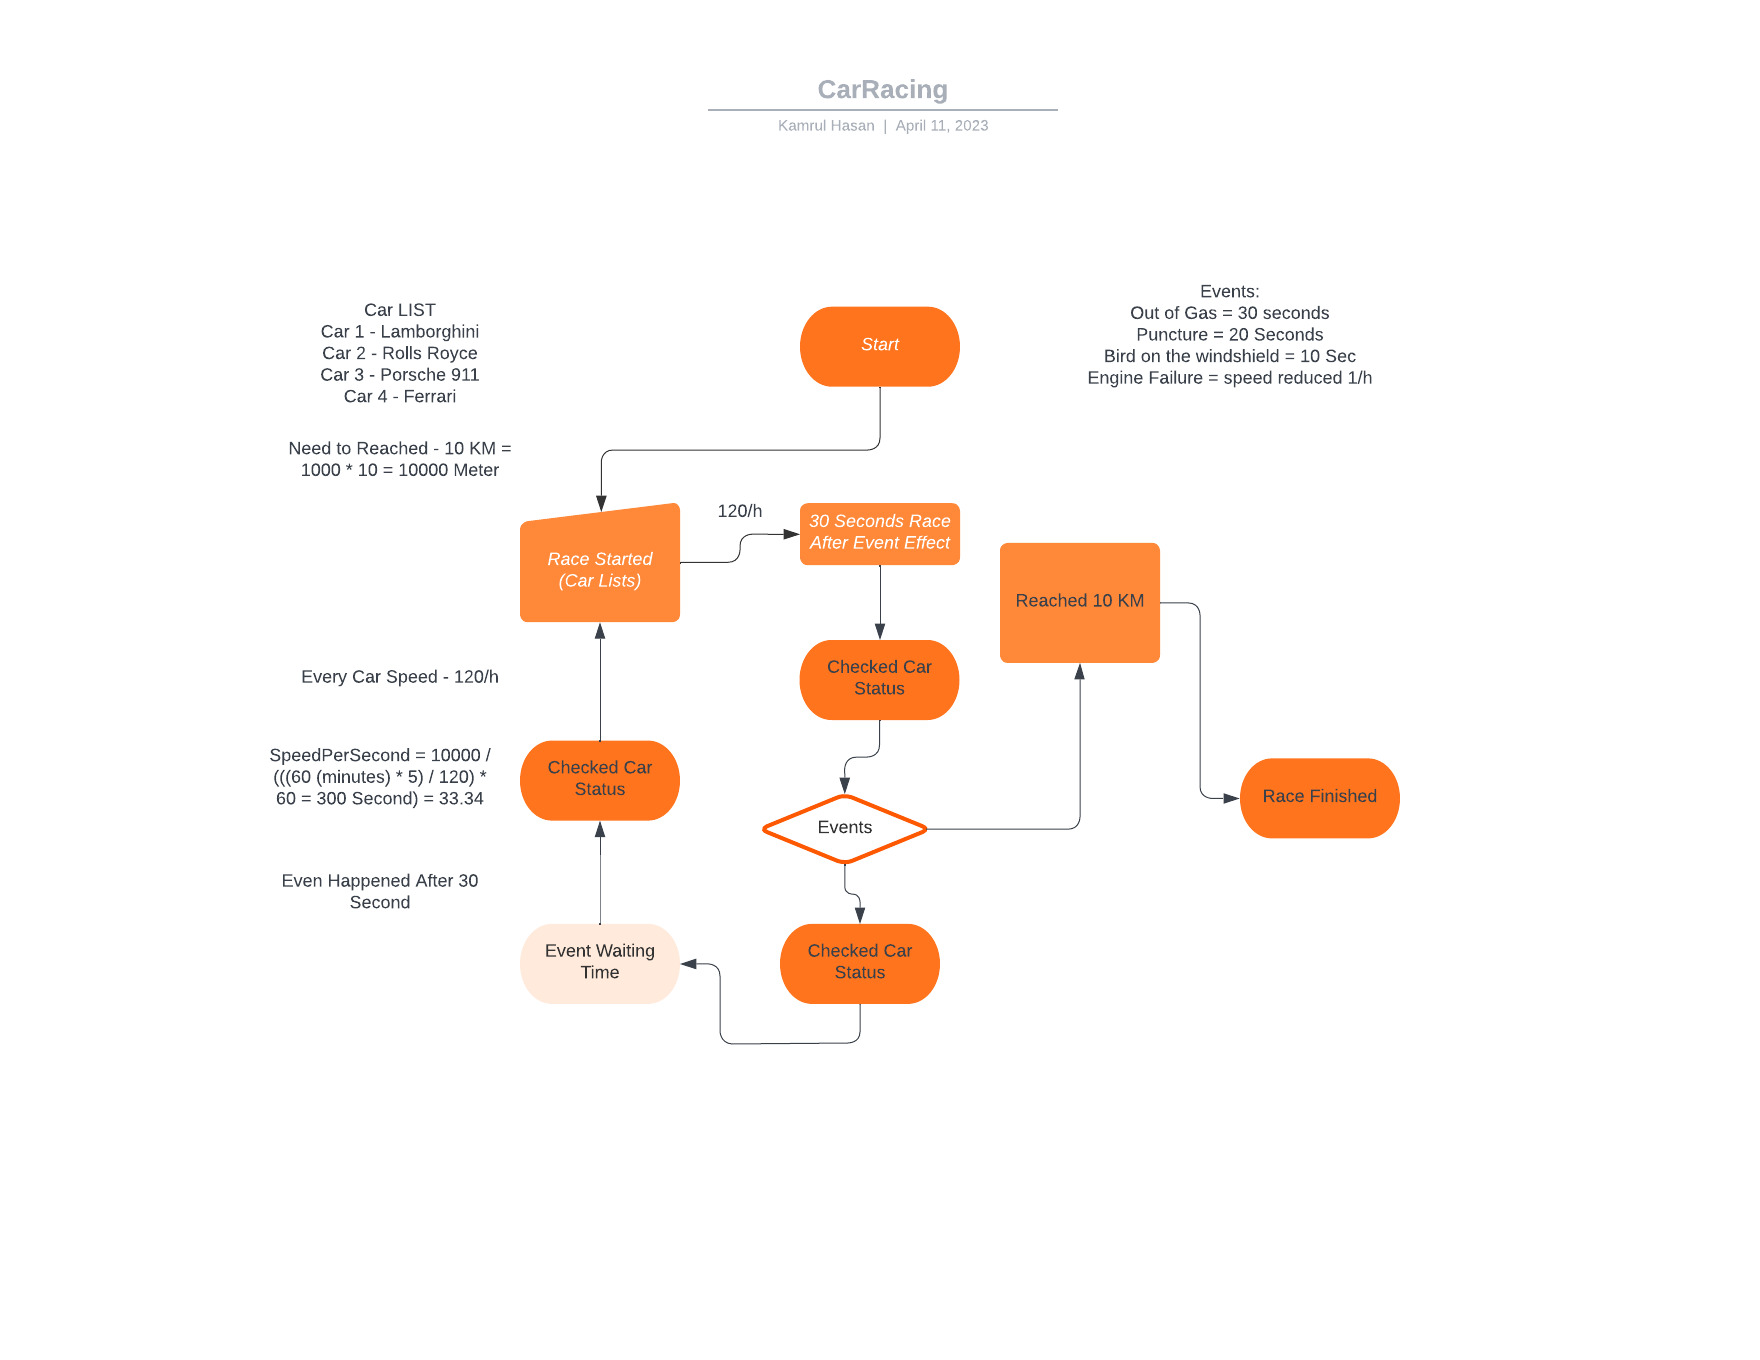 CarRacing
Kamrul Hasan | April 11, 2023
Car LIST
Car 1 - Lamborghini
Car 2 - Rolls Royce
Car 3 - Porsche 911
Car 4 - Ferrari
Need to Reached - 10 KM =
1000 * 10 = 10000 Meter
Start
Events:
Out of Gas = 30 seconds
Puncture = 20 Seconds
Bird on the windshield = 10 Sec
Engine Failure = speed reduced 1/h
Race Started
(Car Lists)
120/h
30 Seconds Race
After Event Effect
Reached 10 KM
Checked Car
Status
Every Car Speed - 120/h
SpeedPerSecond = 10000 /
(((60 (minutes) * 5) / 120) *
60 = 300 Second) = 33.34
Checked Car
Status
Events
Race Finished
Even Happened After 30
Second
Event Waiting
Time
Checked Car
Status